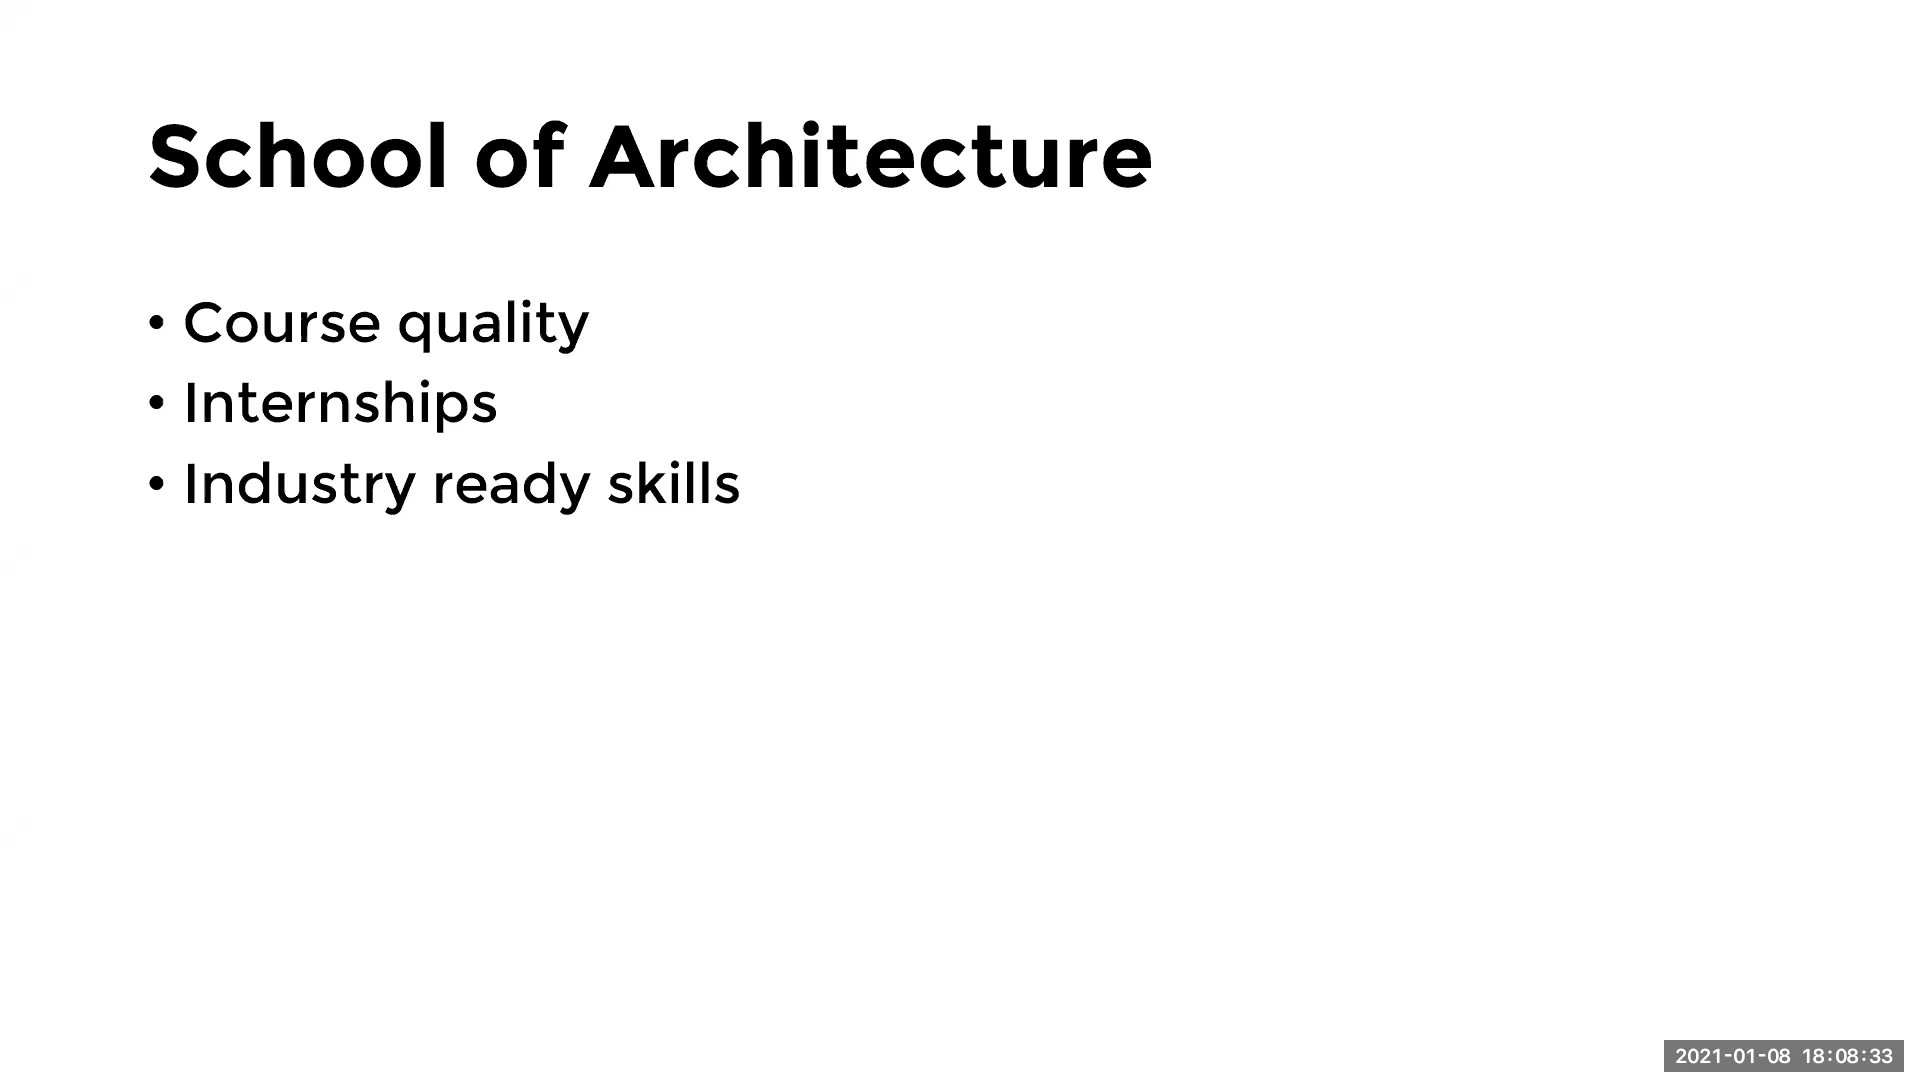 School of Architecture
• Course quality
• Internships
• Industry ready skills
2021-01-08 18:08:33